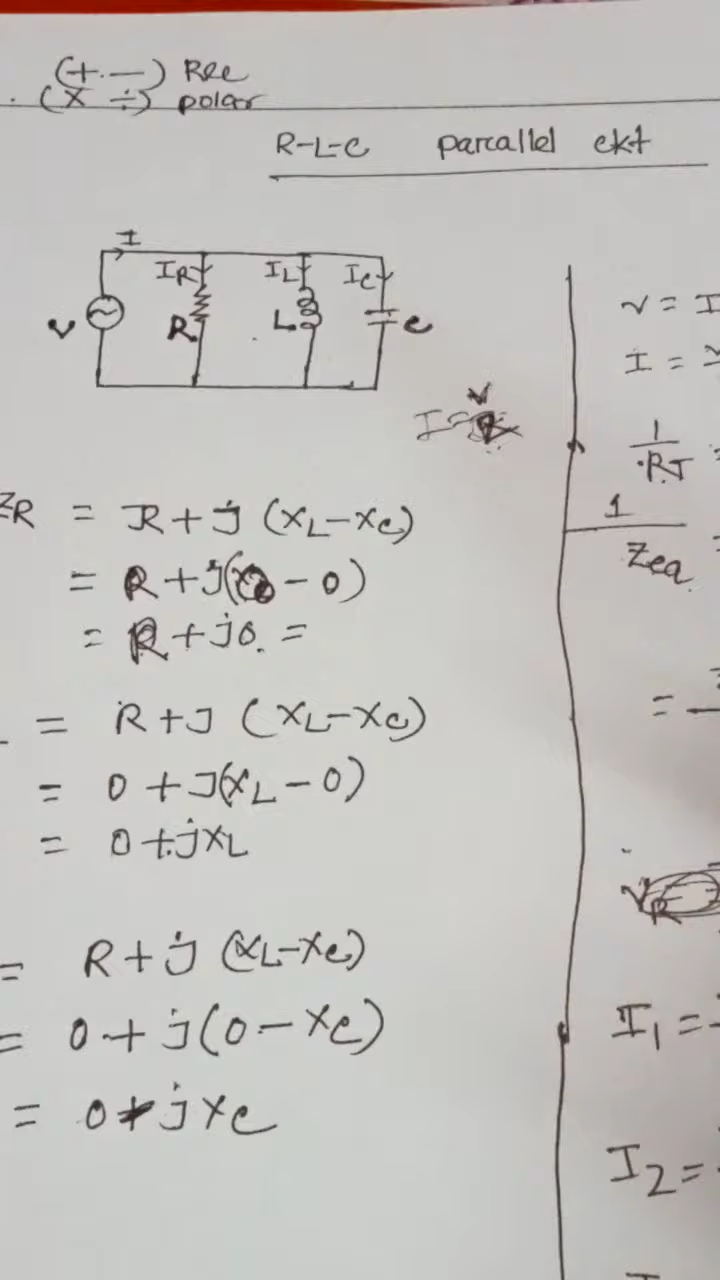 (+ . —) Rec
. (× ÷) polar
R-L-C parallel ckt
I
IR IL IC
V R L C
I = V
ZR = R + j (XL – XC)
= R + j( – 0)
= R + j0. =
= R + J (XL – XC)
= 0 + J(XL – 0)
= 0 + jXL
= R + j (XL – XC)
= 0 + j(0 – XC)
= 0 + jXC
V = I
I =
1
RT =
1
Zeq =
=
V
R
I1 =
I2 =